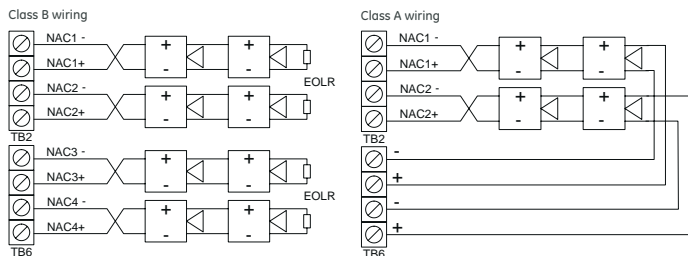 Class B wiring
NAC1 -
NAC1+
NAC2 -
NAC2+
TB2
+ +
- -
EOLR
+ +
- -
NAC3 -
NAC3+
NAC4 -
NAC4+
TB6
+ +
- -
EOLR
+ +
- -
Class A wiring
NAC1 -
NAC1+
NAC2 -
NAC2+
TB2
+ +
- -
+ +
- -
-
+
-
+
TB6